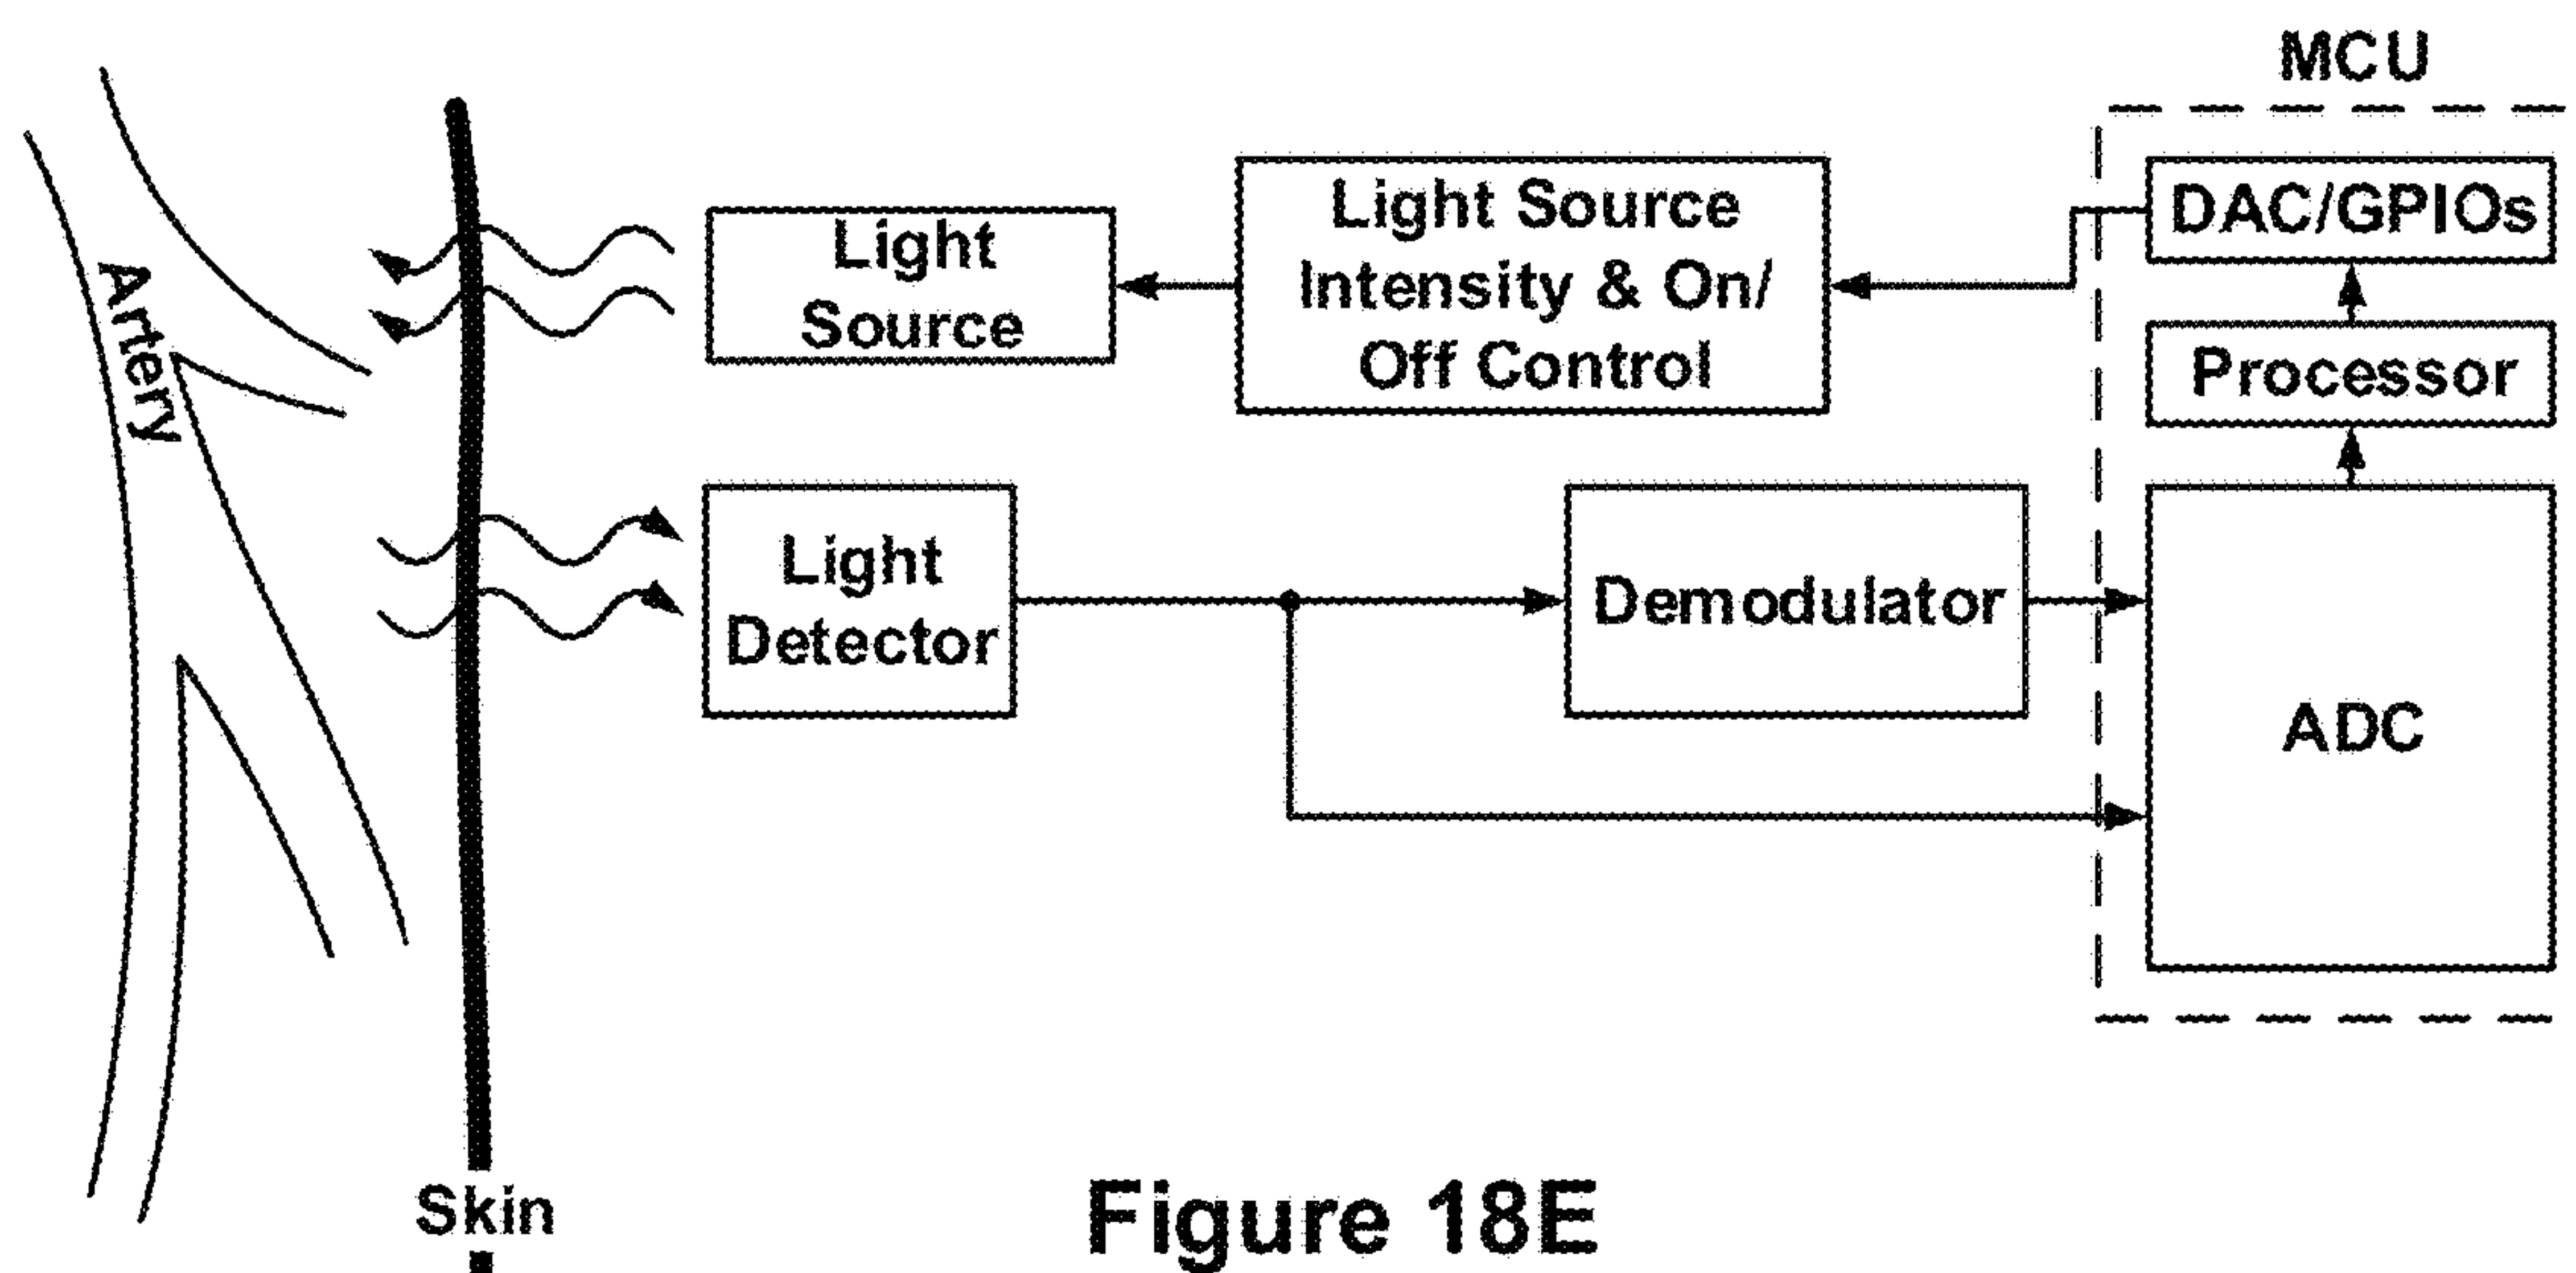 MCU
DAC/GPIOs
Light Source
Intensity & On/
Off Control
Light
Source
Processor
Artery
Light
Detector
Demodulator
ADC
Skin
Figure 18E